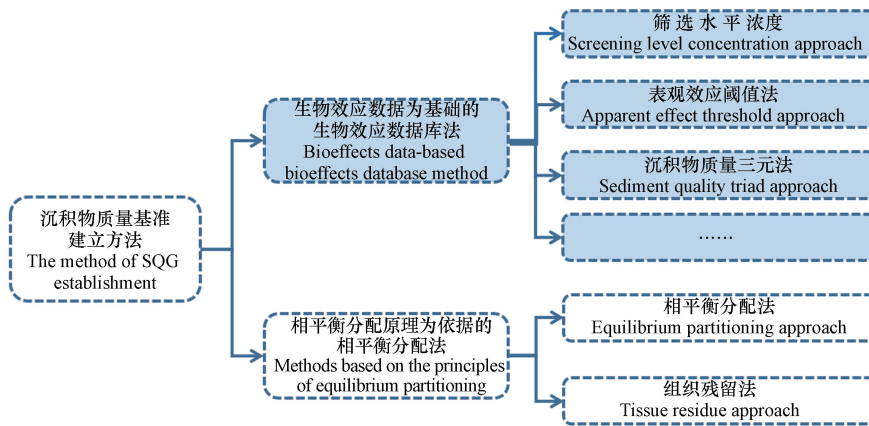 沉积物质量基准
建立方法
The method of SQG
establishment
生物效应数据为基础的
生物效应数据库法
Bioeffects data-based
bioeffects database method
筛选水平浓度
Screening level concentration approach
表观效应阈值法
Apparent effect threshold approach
沉积物质量三元法
Sediment quality triad approach
……
相平衡分配原理为依据的
相平衡分配法
Methods based on the principles
of equilibrium partitioning
相平衡分配法
Equilibrium partitioning approach
组织残留法
Tissue residue approach